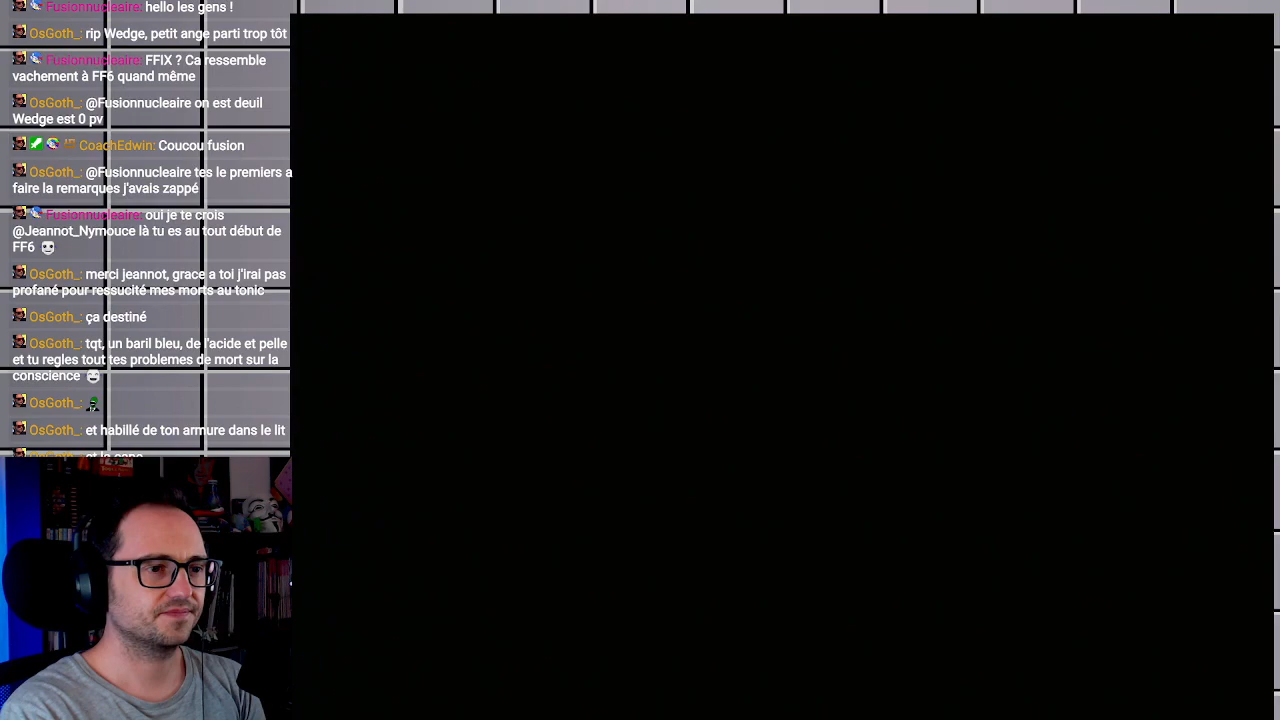 Fusionnucleaire: hello les gens !
OsGoth_: rip Wedge, petit ange parti trop tôt
Fusionnucleaire: FFIX ? Ca ressemble
vachement à FF6 quand même
OsGoth_: @Fusionnucleaire on est deuil
Wedge est 0 pv
CoachEdwin: Coucou fusion
OsGoth_: @Fusionnucleaire tes le premiers a
faire la remarques j'avais zappé
Fusionnucleaire: oui je te crois
@Jeannot_Nymouce là tu es au tout début de
FF6
OsGoth_: merci jeannot, grace a toi j'irai pas
profané pour ressucité mes morts au tonic
OsGoth_: ça destiné
OsGoth_: tqt, un baril bleu, de l'acide et pelle
et tu regles tout tes problemes de mort sur la
conscience
OsGoth_:
OsGoth_: et habillé de ton armure dans le lit